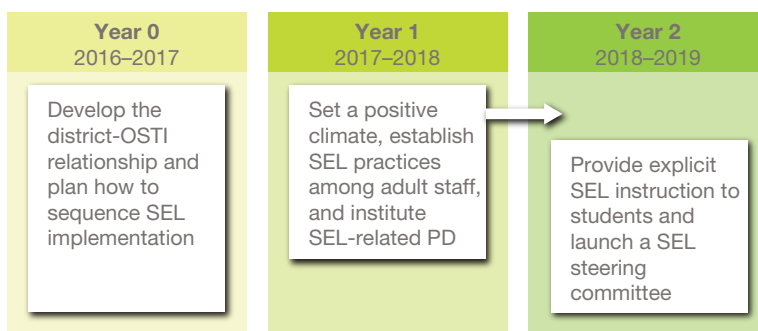 Year 0
2016–2017
Develop the
district-OSTI
relationship and
plan how to
sequence SEL
implementation
Year 1
2017–2018
Set a positive
climate, establish
SEL practices
among adult staff,
and institute
SEL-related PD
Year 2
2018–2019
Provide explicit
SEL instruction to
students and
launch a SEL
steering
committee